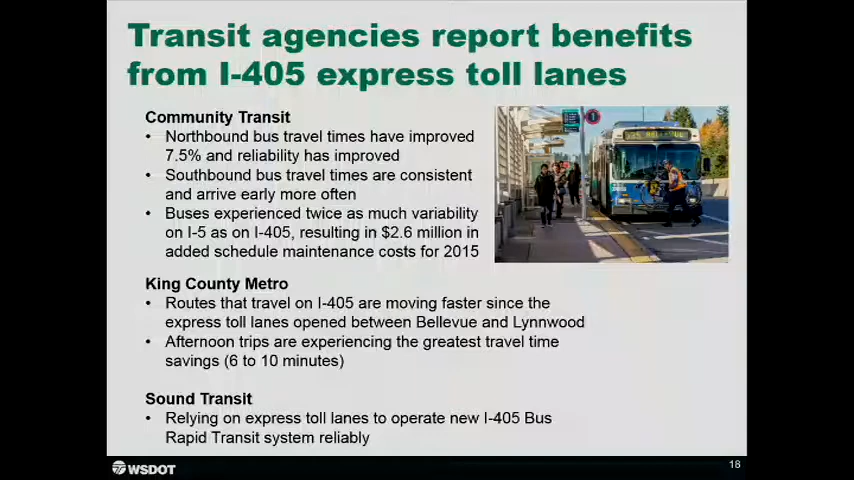 Transit agencies report benefits
from I-405 express toll lanes
Community Transit
• Northbound bus travel times have improved
7.5% and reliability has improved
• Southbound bus travel times are consistent
and arrive early more often
• Buses experienced twice as much variability
on I-5 as on I-405, resulting in $2.6 million in
added schedule maintenance costs for 2015
King County Metro
• Routes that travel on I-405 are moving faster since the
express toll lanes opened between Bellevue and Lynnwood
• Afternoon trips are experiencing the greatest travel time
savings (6 to 10 minutes)
Sound Transit
• Relying on express toll lanes to operate new I-405 Bus
Rapid Transit system reliably
WSDOT
18